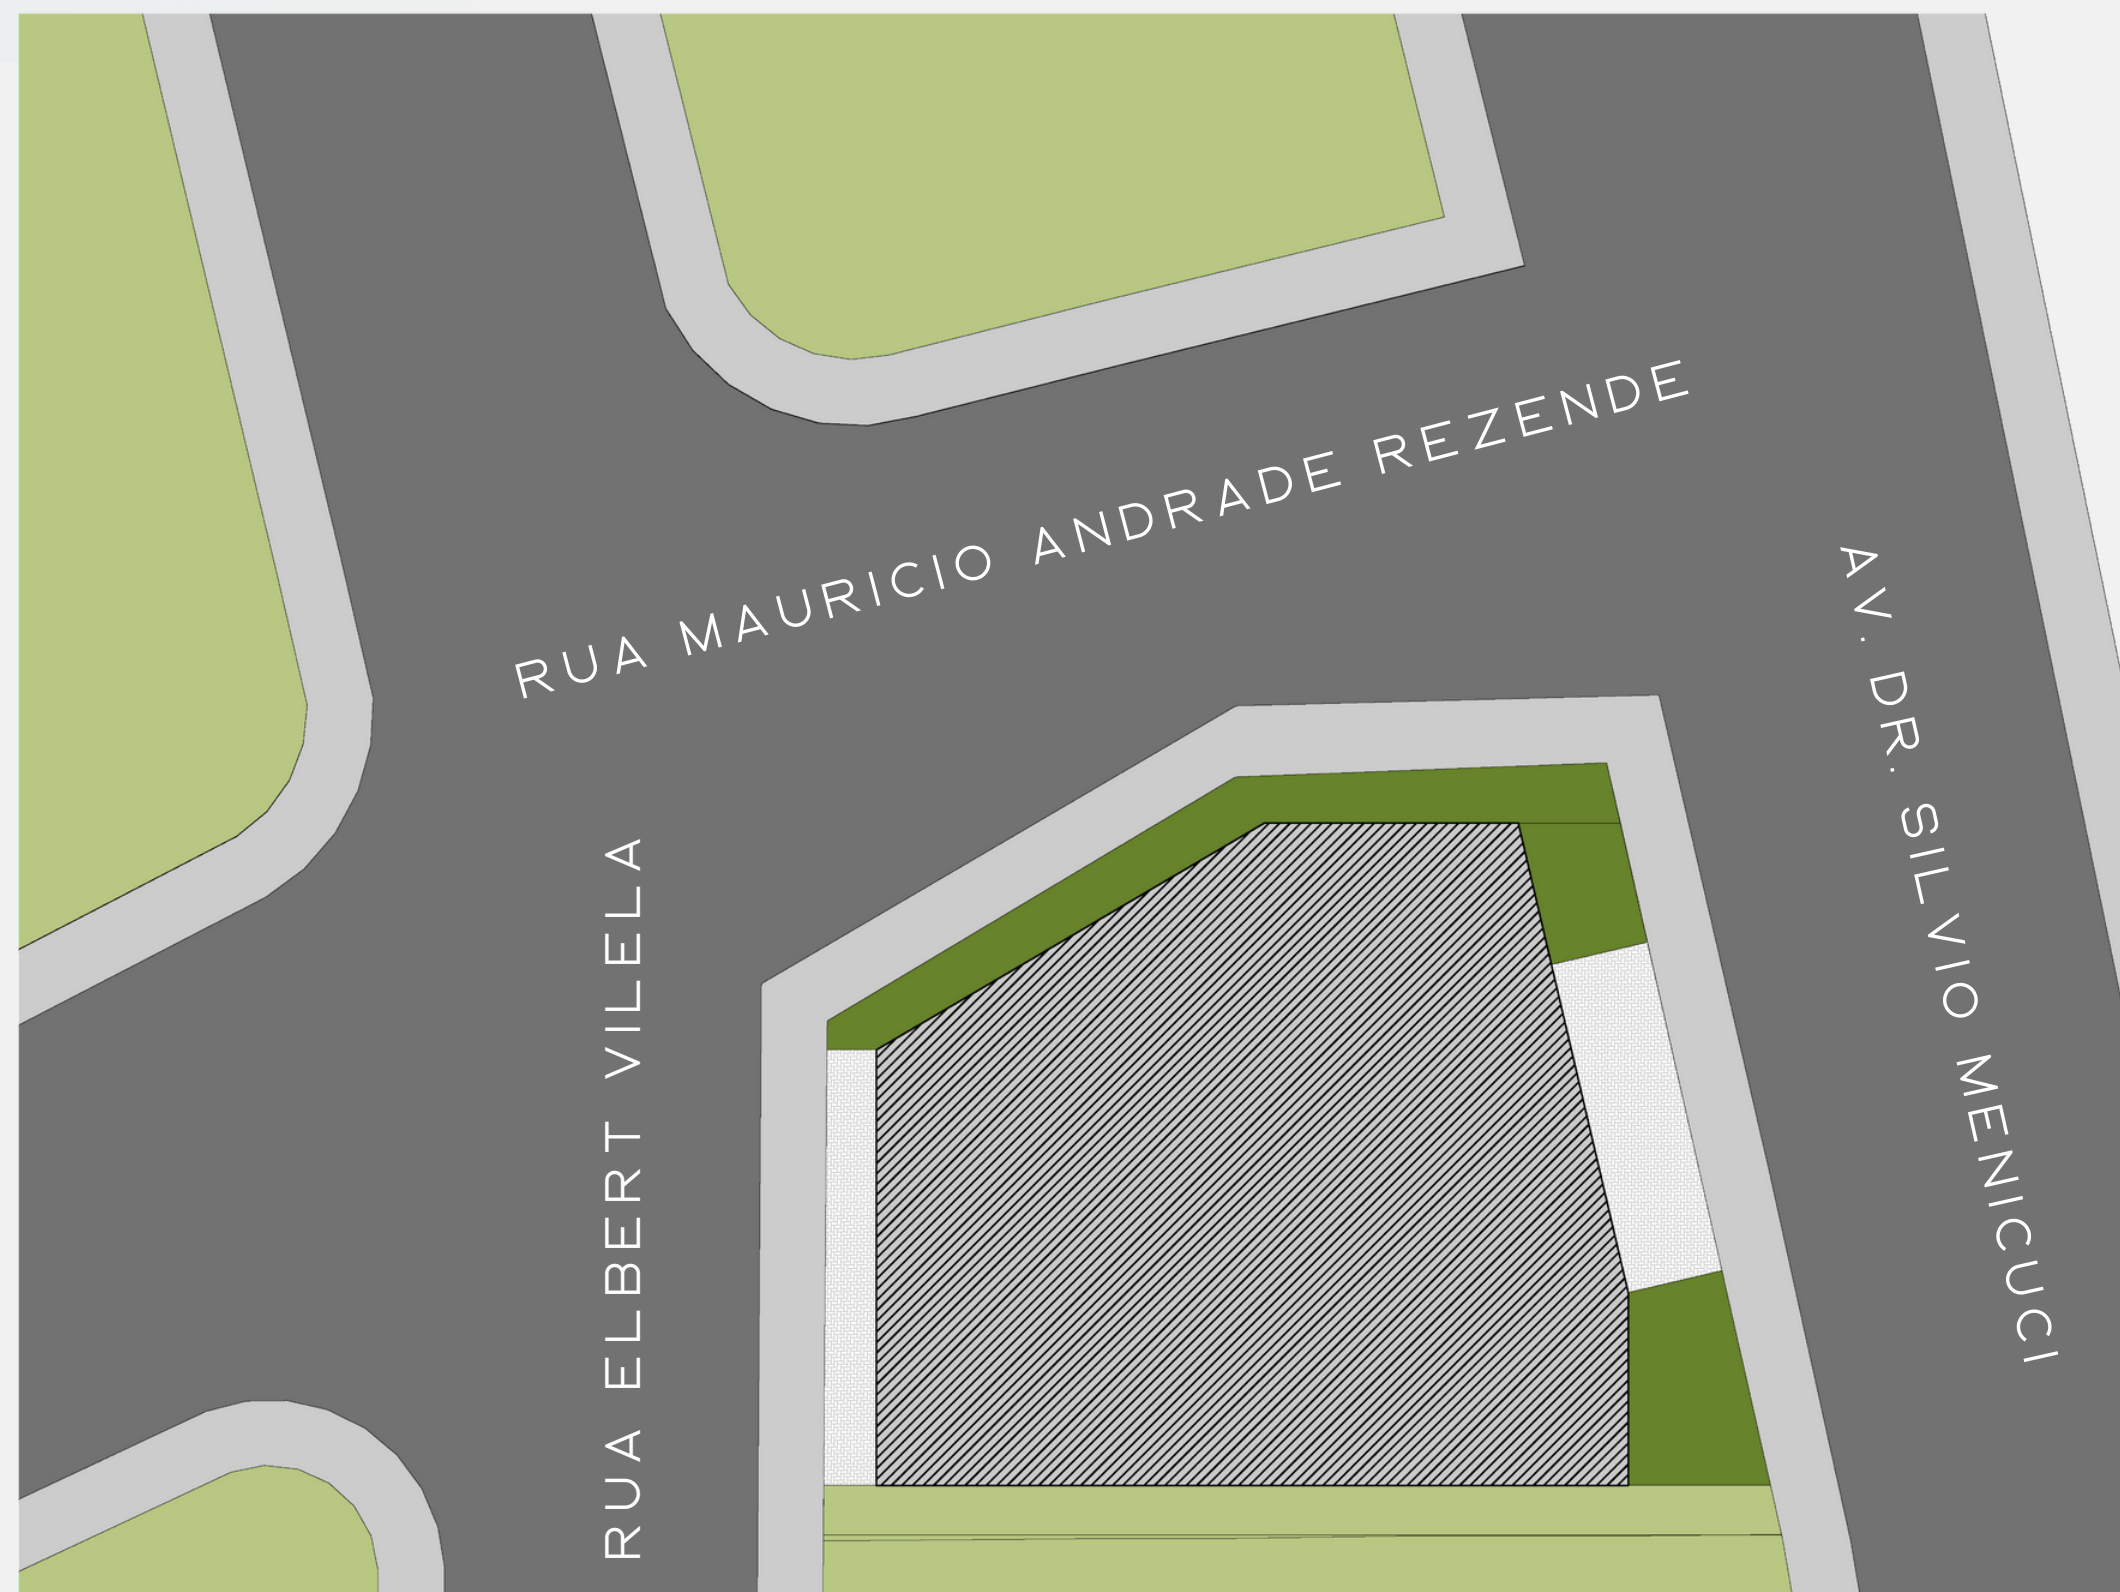 RUA MAURICIO ANDRADE REZENDE
AV. DR. SILVIO MENICUCI
RUA ELBERT VILELA